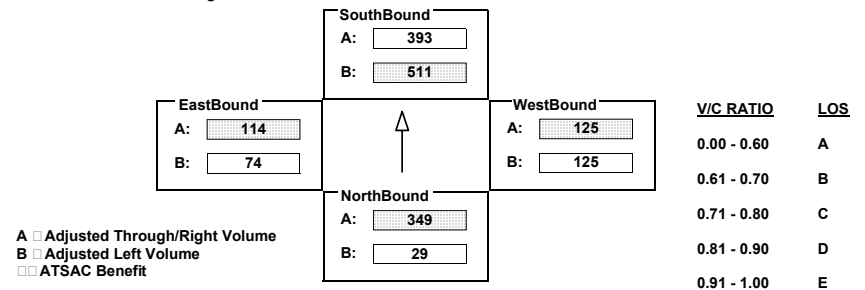 SouthBound
A: 393
B: 511
EastBound
A: 114
B: 74
WestBound
A: 125
B: 125
NorthBound
A: 349
B: 29
A □ Adjusted Through/Right Volume
B □ Adjusted Left Volume
□□ ATSAC Benefit
V/C RATIO LOS
0.00 - 0.60 A
0.61 - 0.70 B
0.71 - 0.80 C
0.81 - 0.90 D
0.91 - 1.00 E